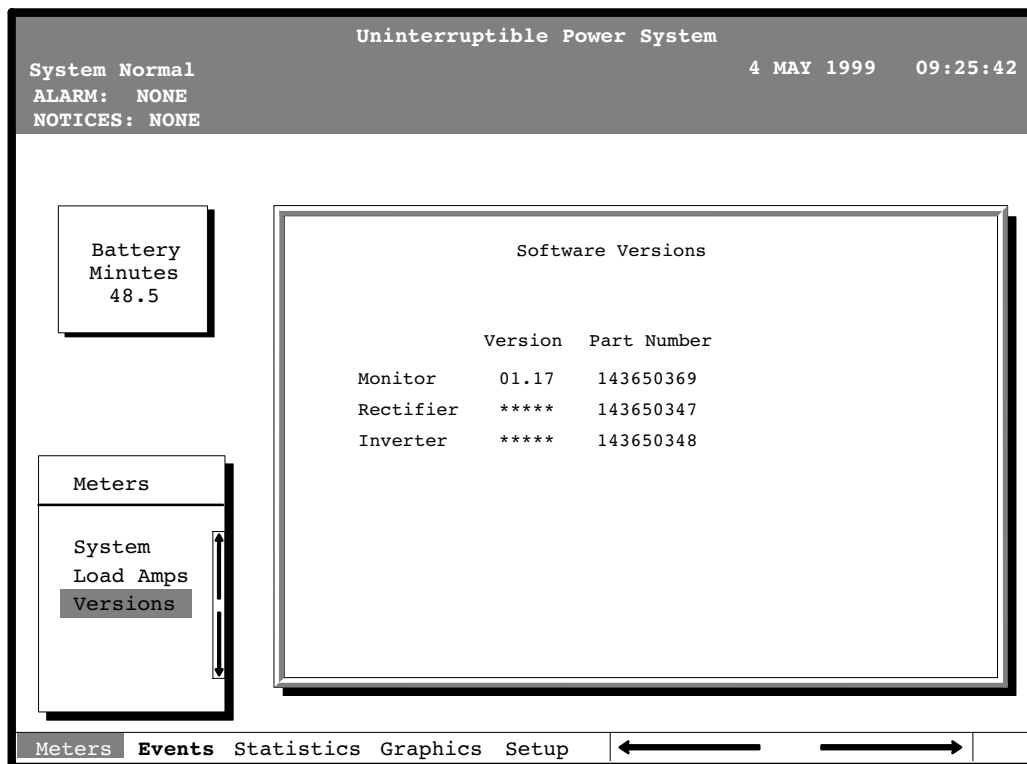 Uninterruptible Power System
System Normal 4 MAY 1999 09:25:42
ALARM: NONE
NOTICES: NONE
Battery
Minutes
48.5
Software Versions
Version Part Number
Monitor 01.17 143650369
Rectifier ***** 143650347
Inverter ***** 143650348
Meters
System
Load Amps
Versions
Meters Events Statistics Graphics Setup